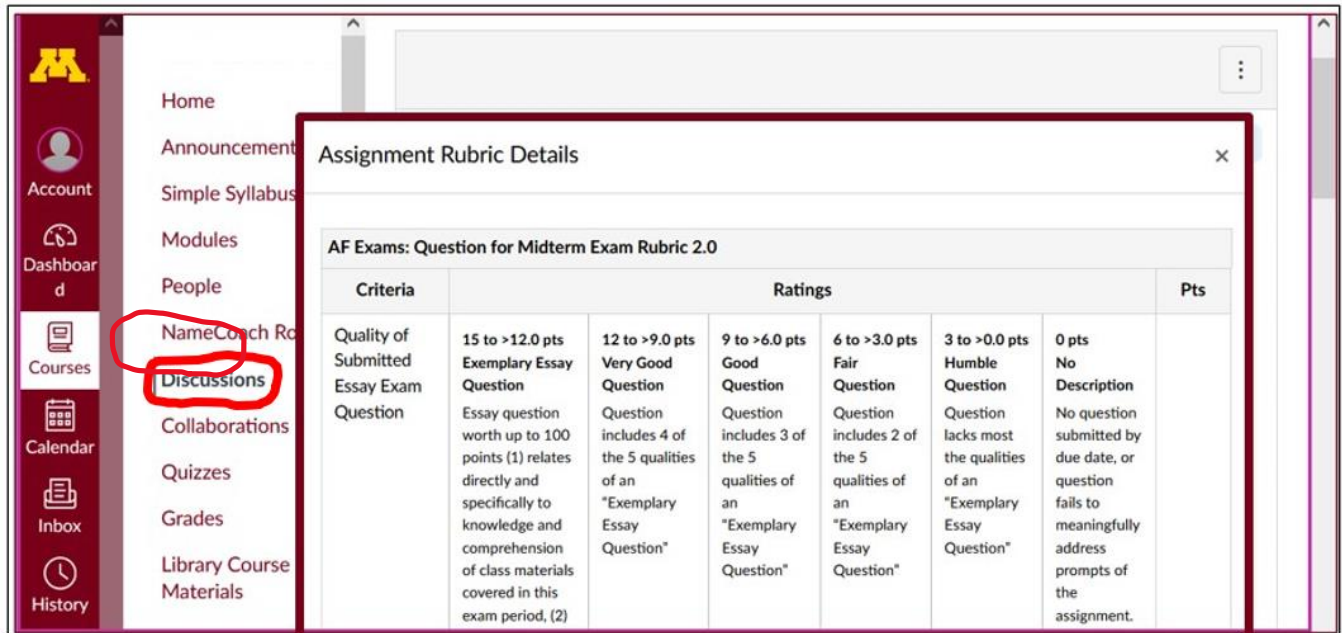 M
Account
Dashboar
d
Courses
Calendar
Inbox
History
Home
Announcement
Simple Syllabus
Modules
People
NameCoach Ro
Discussions
Collaborations
Quizzes
Grades
Library Course
Materials
Assignment Rubric Details
AF Exams: Question for Midterm Exam Rubric 2.0
Criteria
Ratings
Pts
Quality of
Submitted
Essay Exam
Question
15 to >12.0 pts
Exemplary Essay
Question
Essay question
worth up to 100
points (1) relates
directly and
specifically to
knowledge and
comprehension
of class materials
covered in this
exam period, (2)
12 to >9.0 pts
Very Good
Question
Question
includes 4 of
the 5 qualities
of an
"Exemplary
Essay
Question"
9 to >6.0 pts
Good
Question
Question
includes 3 of
the 5
qualities of
an
"Exemplary
Essay
Question"
6 to >3.0 pts
Fair
Question
Question
includes 2 of
the 5
qualities of
an
"Exemplary
Essay
Question"
3 to >0.0 pts
Humble
Question
Question
lacks most
the qualities
of an
"Exemplary
Essay
Question"
0 pts
No
Description
No question
submitted by
due date, or
question
fails to
meaningfully
address
prompts of
the
assignment.